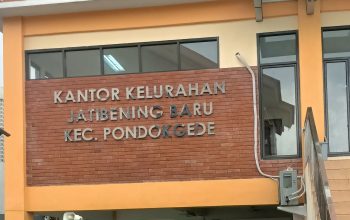 KANTOR KELURAHAN
JATIBENING BARU
KEC. PONDOKGEDE